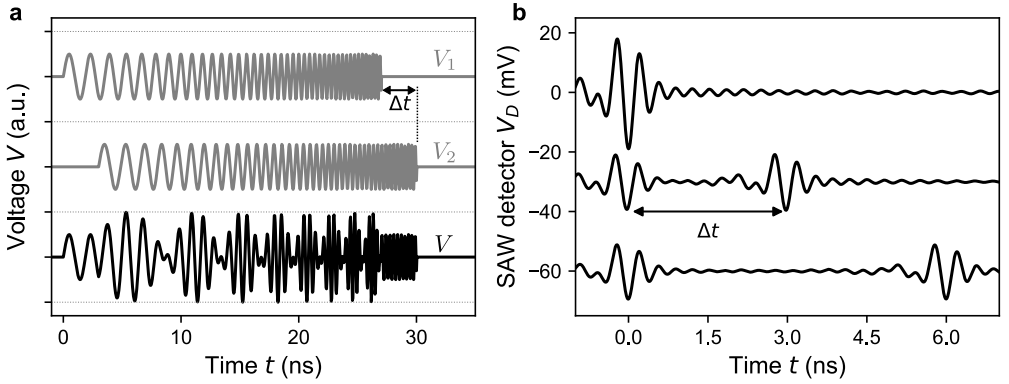 a
Voltage V (a.u.)
V₁
Δt
V₂
V
0 10 20 30
Time t (ns)
b
SAW detector V_D (mV)
20
0
−20
−40
−60
Δt
0.0 1.5 3.0 4.5 6.0
Time t (ns)